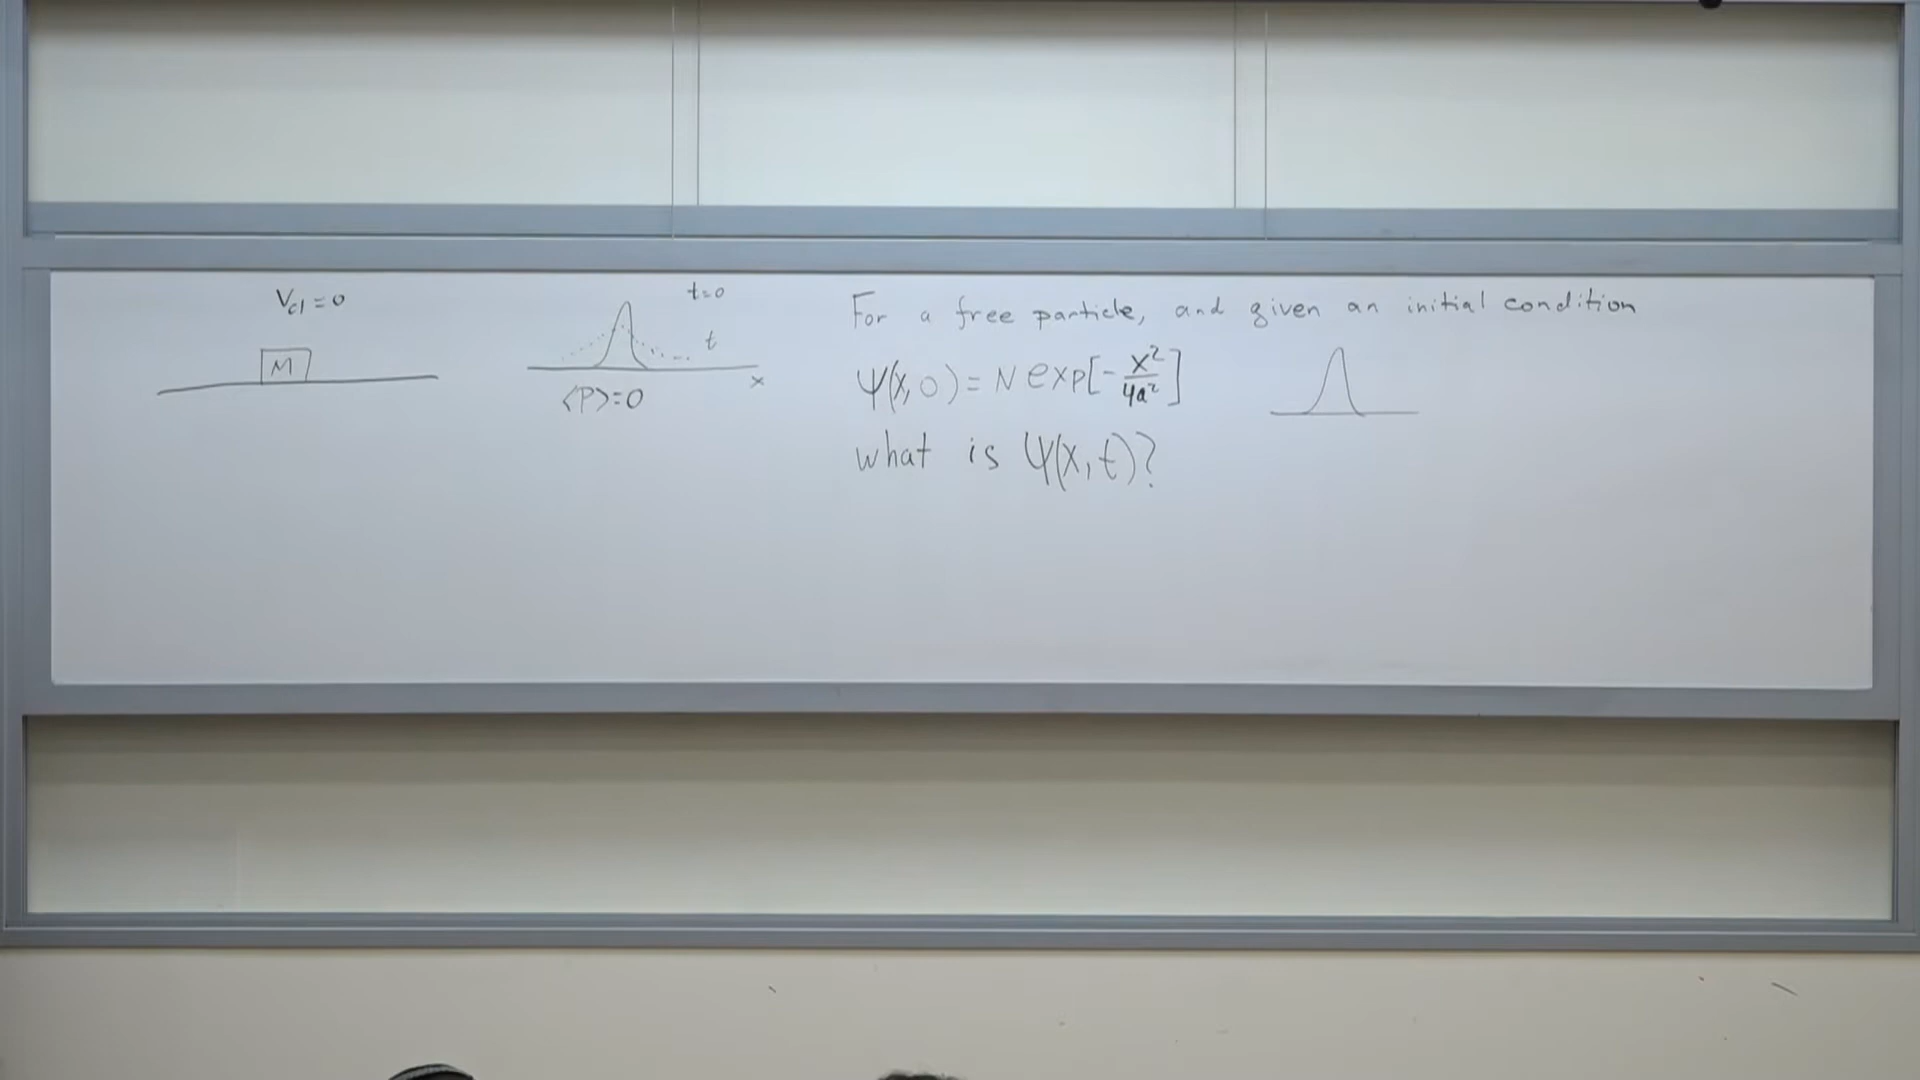 V_cl = 0
M
t=0
t
x
<P>=0
For a free particle, and given an initial condition
Ψ(x,0) = N exp[-x²/4a²]
what is Ψ(x,t)?